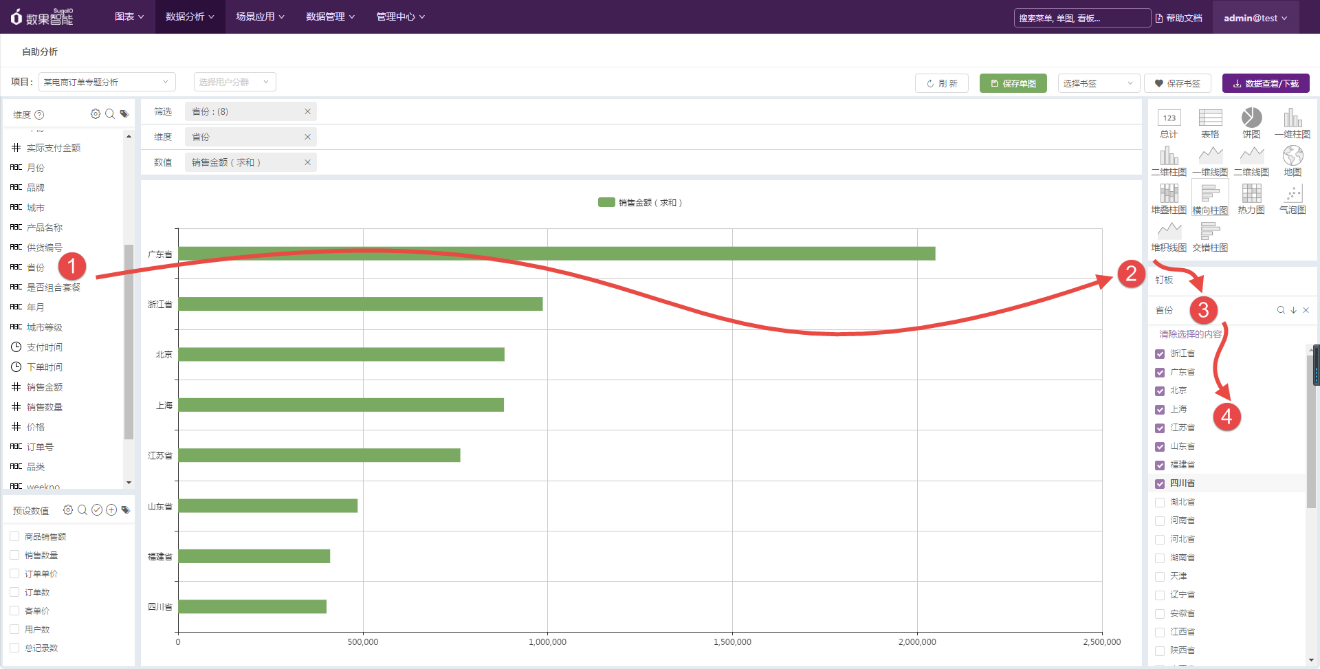 数果智能 SugoIO 图表 数据分析 场景应用 数据管理 管理中心 搜索菜单, 单图, 看板... 帮助文档 admin@test
自助分析
项目: 某电商订单专题分析 选择用户分群 刷 新 保存单图 选择书签 保存书签 数据查看/下载
维度
# 实际支付金额
ABC 月份
ABC 品牌
ABC 城市
ABC 产品名称
ABC 供货编号
ABC 省份
ABC 是否组合套餐
ABC 年月
ABC 城市等级
支付时间
下单时间
# 销售金额
# 销售数量
# 价格
ABC 订单号
ABC 品类
ABC weekno
预设数值
商品销售额
销售数量
订单单价
订单数
客单价
用户数
总记录数
筛选 省份 : (8) ×
维度 省份 ×
数值 销售金额 ( 求和 ) ×
销售金额 ( 求和 )
广东省
浙江省
北京
上海
江苏省
山东省
福建省
四川省
0 500,000 1,000,000 1,500,000 2,000,000 2,500,000
1
2
3
4
123
总计 表格 饼图 一维柱图
二维柱图 一维线图 二维线图 地图
堆叠柱图 横向柱图 热力图 气泡图
堆积线图 交错柱图
钉板
省份
清除选择的内容
浙江省
广东省
北京
上海
江苏省
山东省
福建省
四川省
湖北省
河南省
河北省
湖南省
天津
辽宁省
安徽省
江西省
陕西省